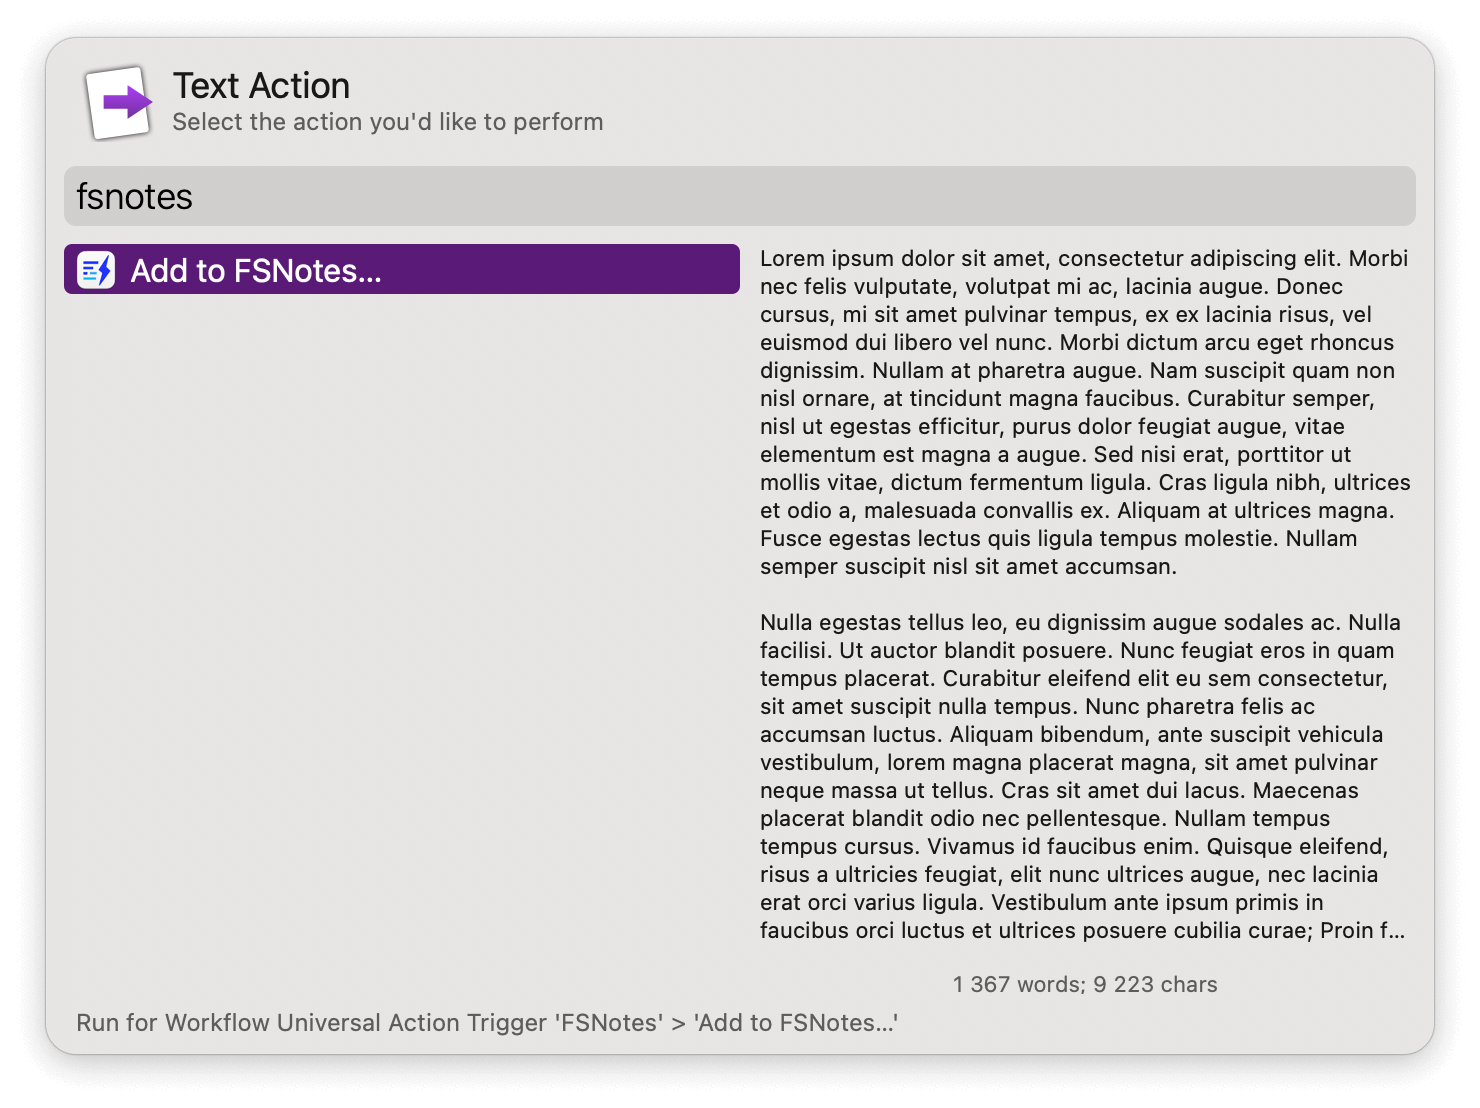 Text Action
Select the action you'd like to perform
fsnotes
Add to FSNotes...
Lorem ipsum dolor sit amet, consectetur adipiscing elit. Morbi
nec felis vulputate, volutpat mi ac, lacinia augue. Donec
cursus, mi sit amet pulvinar tempus, ex ex lacinia risus, vel
euismod dui libero vel nunc. Morbi dictum arcu eget rhoncus
dignissim. Nullam at pharetra augue. Nam suscipit quam non
nisl ornare, at tincidunt magna faucibus. Curabitur semper,
nisl ut egestas efficitur, purus dolor feugiat augue, vitae
elementum est magna a augue. Sed nisi erat, porttitor ut
mollis vitae, dictum fermentum ligula. Cras ligula nibh, ultrices
et odio a, malesuada convallis ex. Aliquam at ultrices magna.
Fusce egestas lectus quis ligula tempus molestie. Nullam
semper suscipit nisl sit amet accumsan.
Nulla egestas tellus leo, eu dignissim augue sodales ac. Nulla
facilisi. Ut auctor blandit posuere. Nunc feugiat eros in quam
tempus placerat. Curabitur eleifend elit eu sem consectetur,
sit amet suscipit nulla tempus. Nunc pharetra felis ac
accumsan luctus. Aliquam bibendum, ante suscipit vehicula
vestibulum, lorem magna placerat magna, sit amet pulvinar
neque massa ut tellus. Cras sit amet dui lacus. Maecenas
placerat blandit odio nec pellentesque. Nullam tempus
tempus cursus. Vivamus id faucibus enim. Quisque eleifend,
risus a ultricies feugiat, elit nunc ultrices augue, nec lacinia
erat orci varius ligula. Vestibulum ante ipsum primis in
faucibus orci luctus et ultrices posuere cubilia curae; Proin f...
1 367 words; 9 223 chars
Run for Workflow Universal Action Trigger 'FSNotes' > 'Add to FSNotes...'